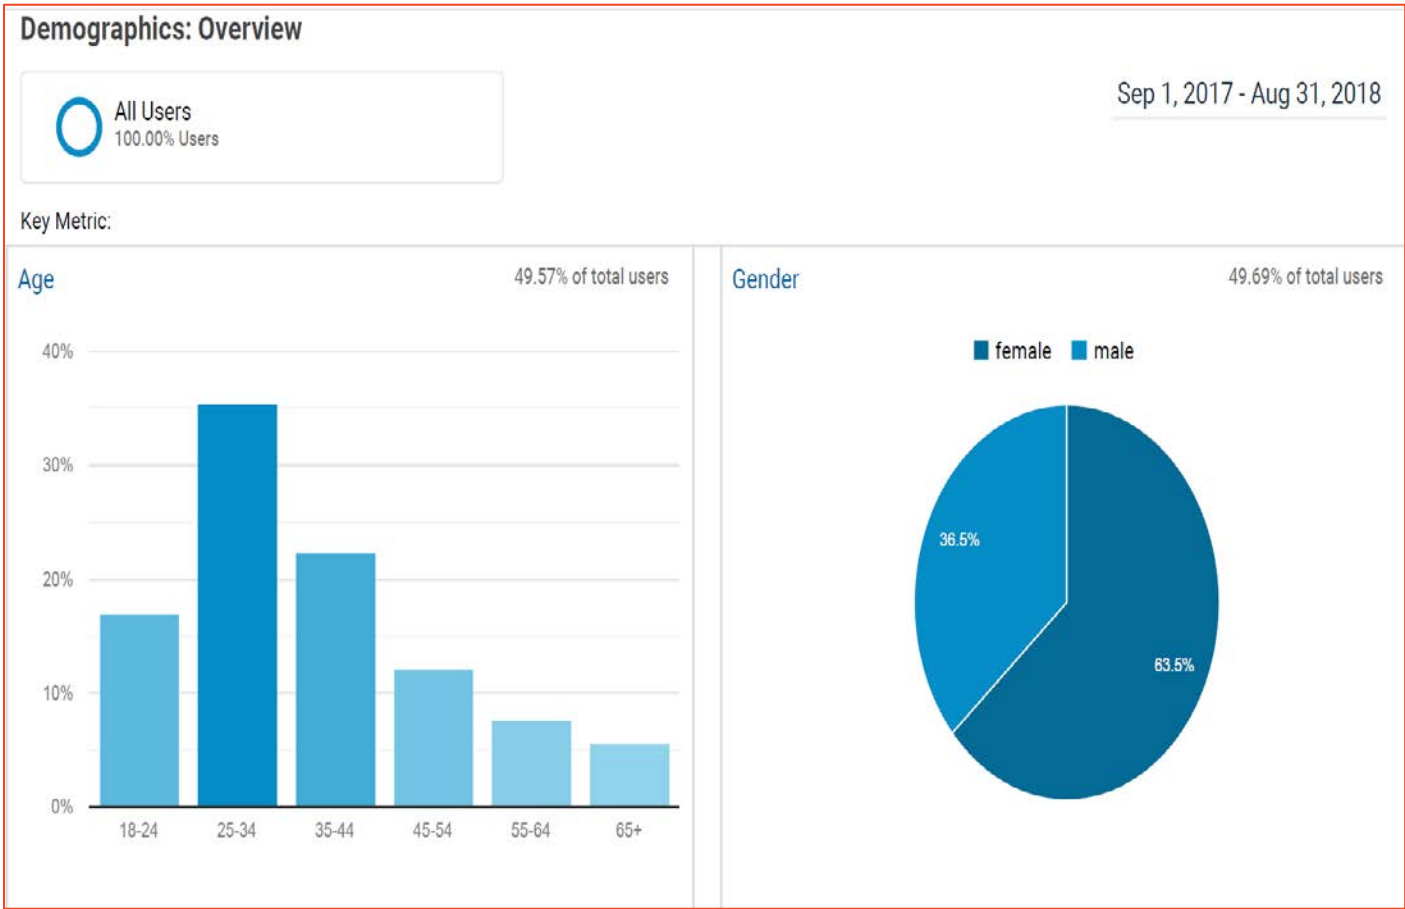 Demographics: Overview
All Users
100.00% Users
Sep 1, 2017 - Aug 31, 2018
Key Metric:
Age
49.57% of total users
40%
30%
20%
10%
0%
18-24 25-34 35-44 45-54 55-64 65+
Gender
49.69% of total users
female male
36.5%
63.5%